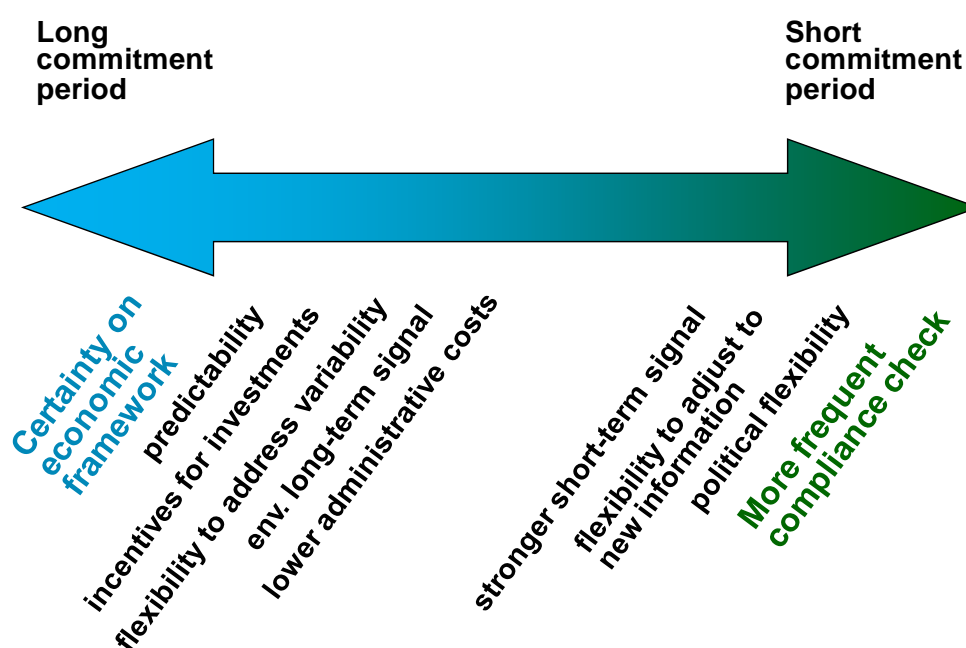 Long
commitment
period
Short
commitment
period
Certainty on
economic
framework
predictability
incentives for investments
flexibility to address variability
env. long-term signal
lower administrative costs
stronger short-term signal
flexibility to adjust to
new information
political flexibility
More frequent
compliance check